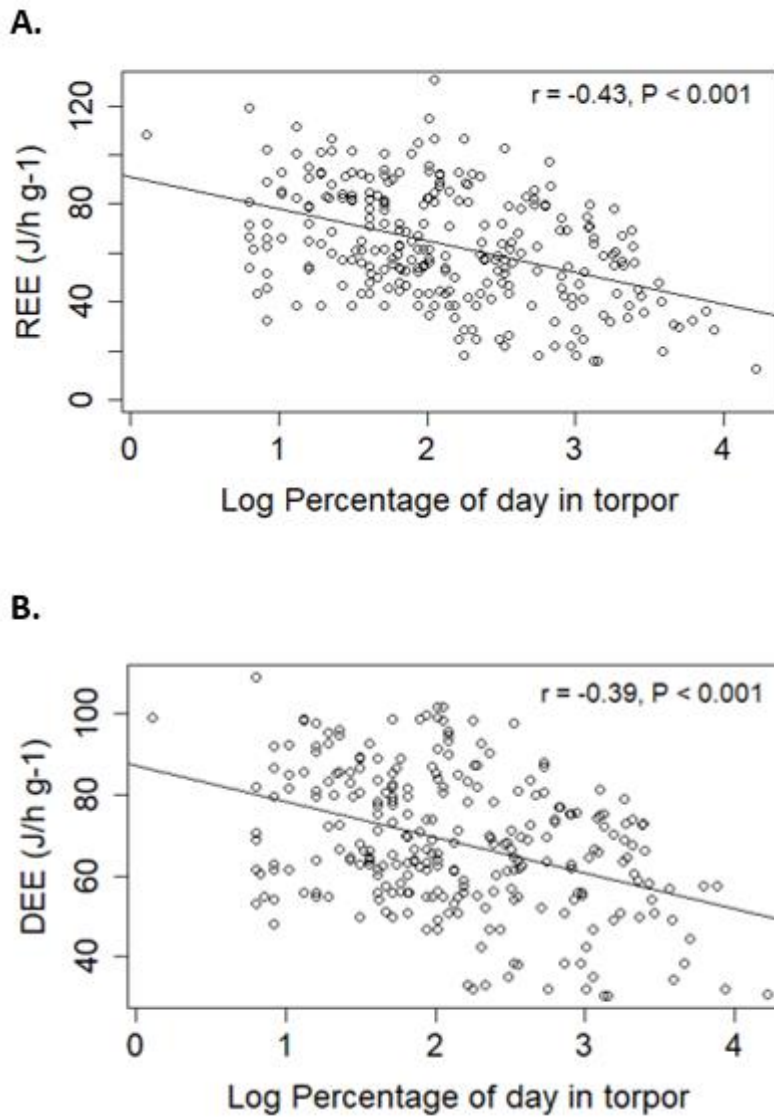 A.
r = -0.43, P < 0.001
REE (J/h g-1)
120
80
40
0
0 1 2 3 4
Log Percentage of day in torpor
B.
r = -0.39, P < 0.001
DEE (J/h g-1)
100
80
60
40
0 1 2 3 4
Log Percentage of day in torpor